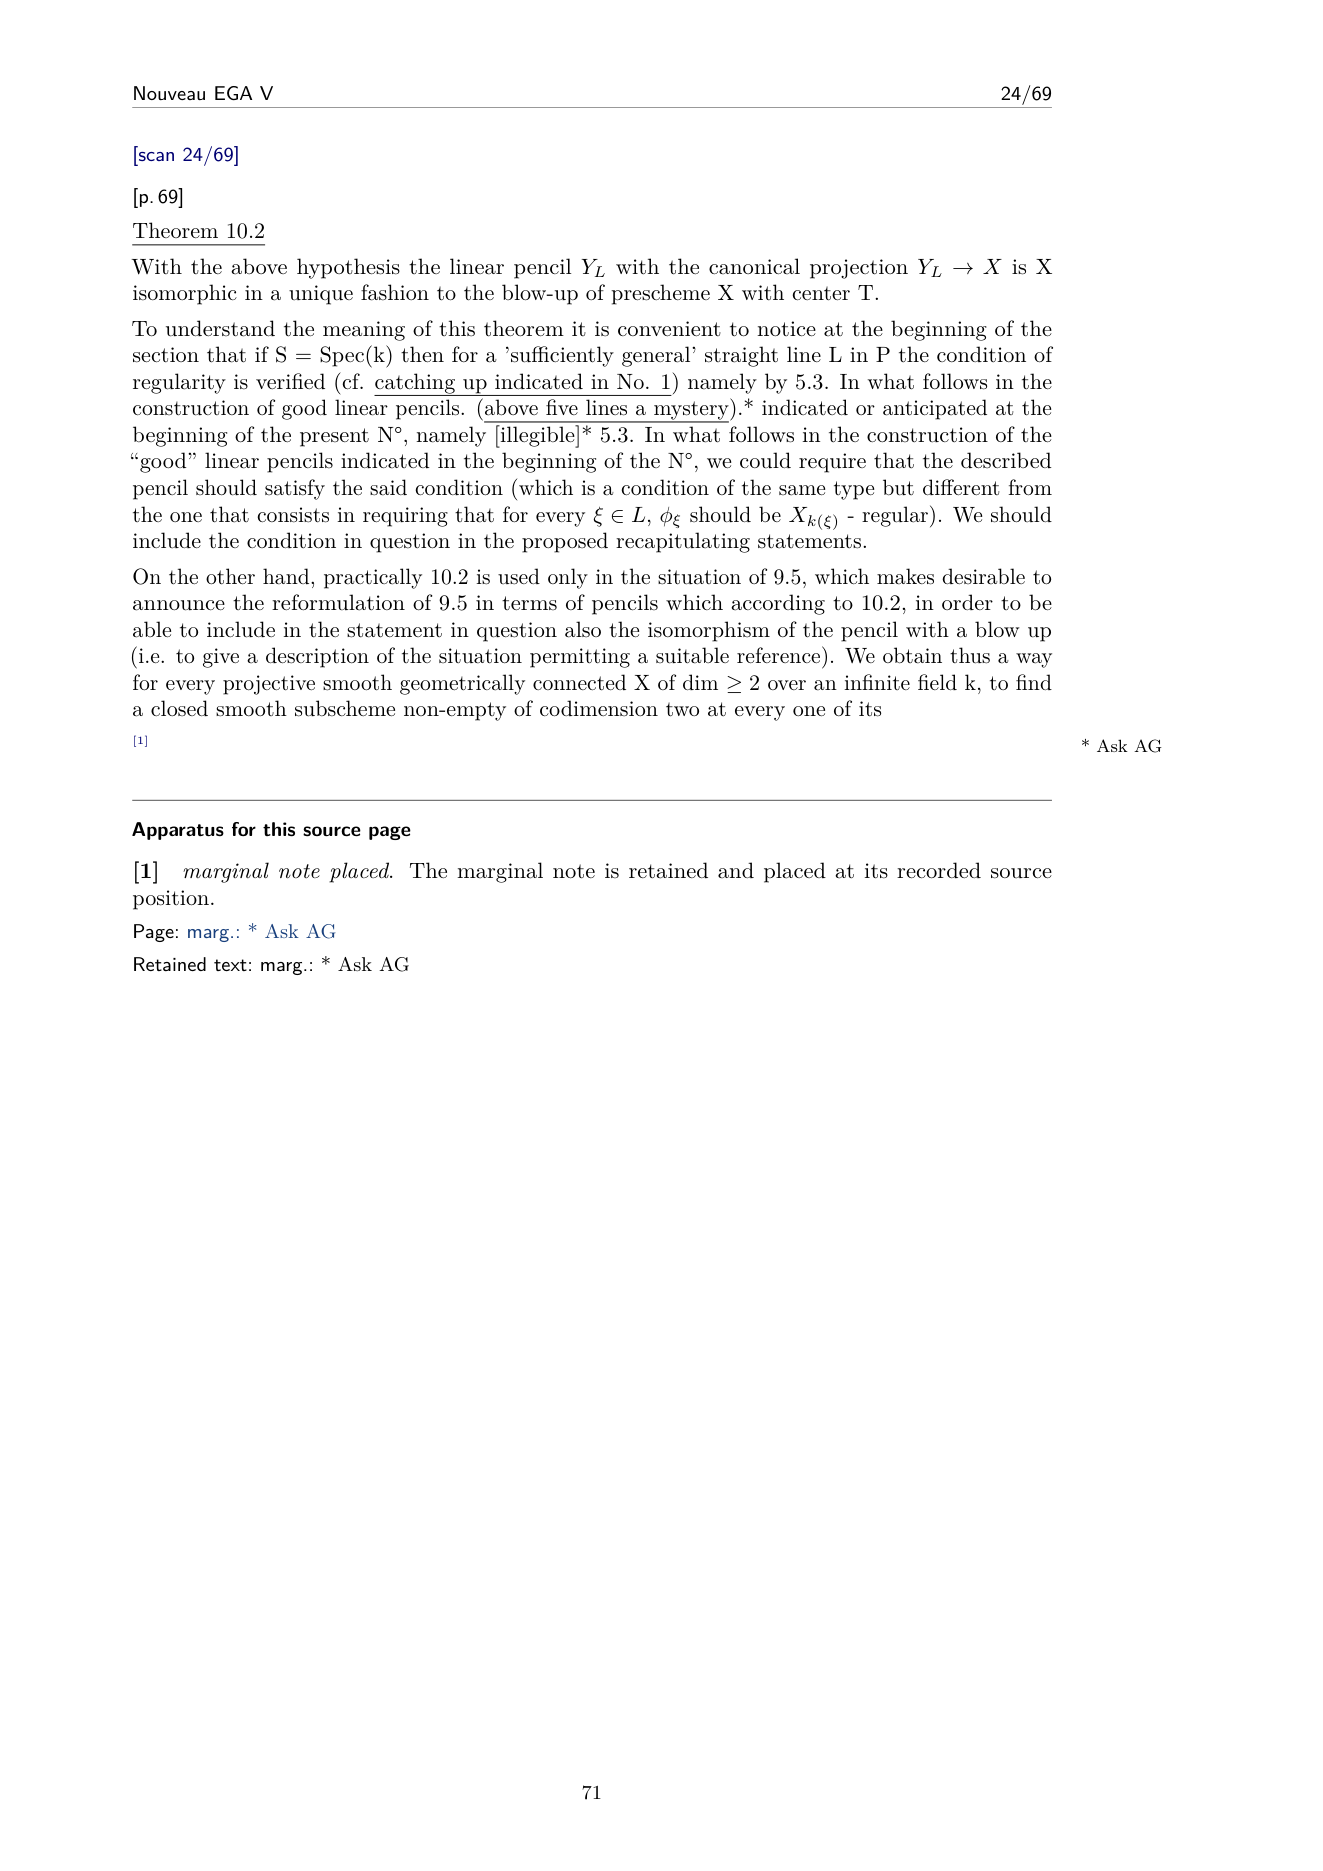 Nouveau EGA V 24/69
[scan 24/69]
[p. 69]
Theorem 10.2
With the above hypothesis the linear pencil Y_L with the canonical projection Y_L → X is X
isomorphic in a unique fashion to the blow-up of prescheme X with center T.
To understand the meaning of this theorem it is convenient to notice at the beginning of the
section that if S = Spec(k) then for a 'sufficiently general' straight line L in P the condition of
regularity is verified (cf. catching up indicated in No. 1) namely by 5.3. In what follows in the
construction of good linear pencils. (above five lines a mystery).* indicated or anticipated at the
beginning of the present N°, namely [illegible]* 5.3. In what follows in the construction of the
“good” linear pencils indicated in the beginning of the N°, we could require that the described
pencil should satisfy the said condition (which is a condition of the same type but different from
the one that consists in requiring that for every ξ ∈ L, ϕ_ξ should be X_{k(ξ)} - regular). We should
include the condition in question in the proposed recapitulating statements.
On the other hand, practically 10.2 is used only in the situation of 9.5, which makes desirable to
announce the reformulation of 9.5 in terms of pencils which according to 10.2, in order to be
able to include in the statement in question also the isomorphism of the pencil with a blow up
(i.e. to give a description of the situation permitting a suitable reference). We obtain thus a way
for every projective smooth geometrically connected X of dim ≥ 2 over an infinite field k, to find
a closed smooth subscheme non-empty of codimension two at every one of its
[1]
* Ask AG
Apparatus for this source page
[1] marginal note placed. The marginal note is retained and placed at its recorded source
position.
Page: marg.: * Ask AG
Retained text: marg.: * Ask AG
71